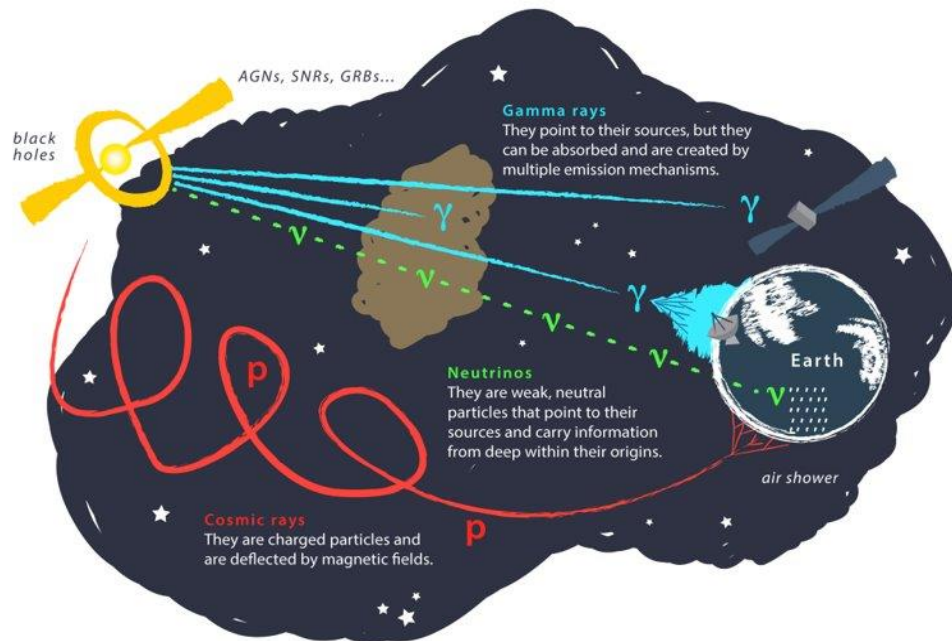 AGNs, SNRs, GRBs...
black
holes
Gamma rays
They point to their sources, but they
can be absorbed and are created by
multiple emission mechanisms.
γ
γ
ν
ν
γ
ν
ν
Earth
ν
Neutrinos
They are weak, neutral
particles that point to their
sources and carry information
from deep within their origins.
p
air shower
p
Cosmic rays
They are charged particles and
are deflected by magnetic fields.